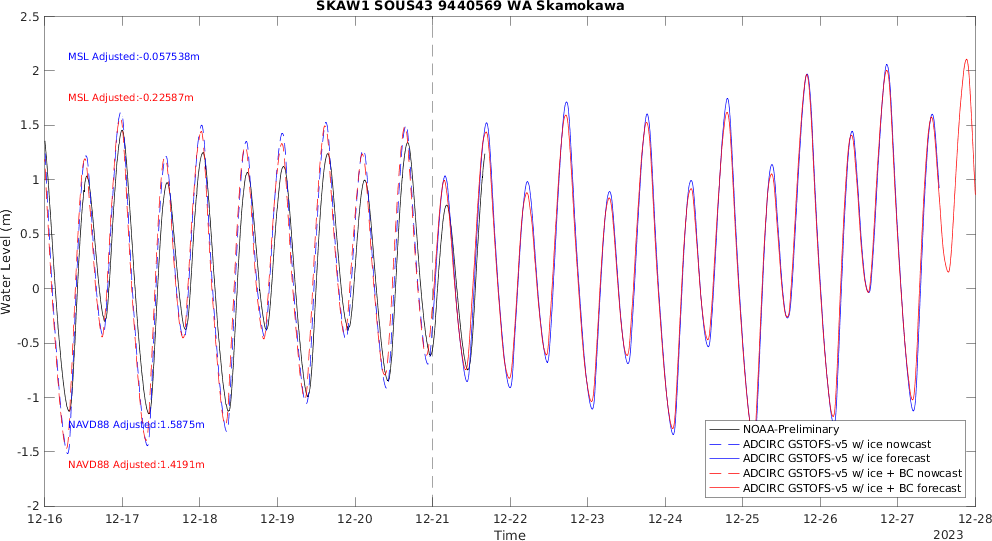 SKAW1 SOUS43 9440569 WA Skamokawa
2.5
2
1.5
1
0.5
0
-0.5
-1
-1.5
-2
Water Level (m)
MSL Adjusted:-0.057538m
MSL Adjusted:-0.22587m
NAVD88 Adjusted:1.5875m
NAVD88 Adjusted:1.4191m
NOAA-Preliminary
ADCIRC GSTOFS-v5 w/ ice nowcast
ADCIRC GSTOFS-v5 w/ ice forecast
ADCIRC GSTOFS-v5 w/ ice + BC nowcast
ADCIRC GSTOFS-v5 w/ ice + BC forecast
12-16 12-17 12-18 12-19 12-20 12-21 12-22 12-23 12-24 12-25 12-26 12-27 12-28
Time
2023